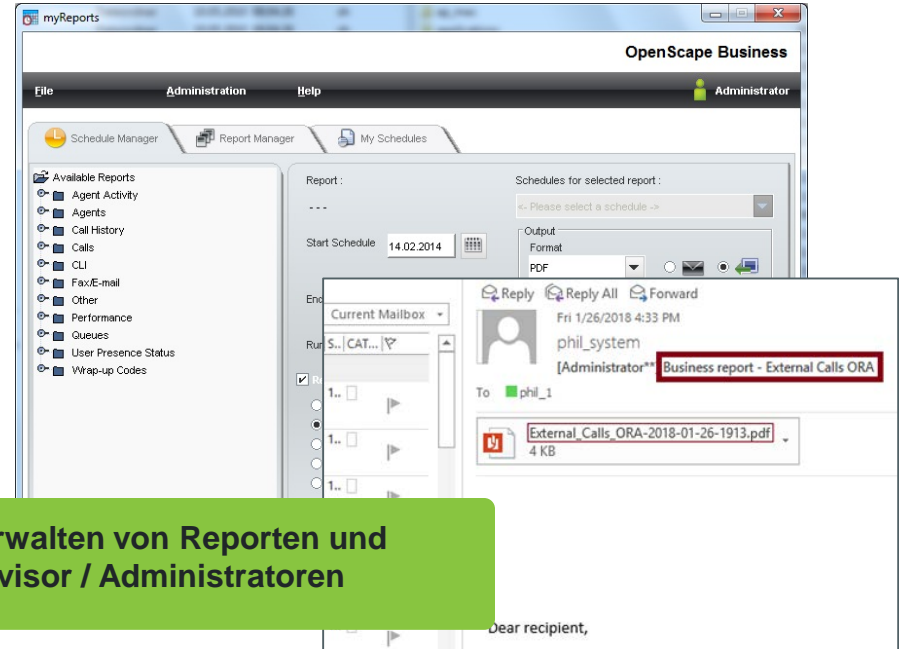 myReports
OpenScape Business
File Administration Help Administrator
Schedule Manager Report Manager My Schedules
Available Reports
Agent Activity
Agents
Call History
Calls
CLI
Fax/E-mail
Other
Performance
Queues
User Presence Status
Wrap-up Codes
Report :
- - -
Schedules for selected report :
<- Please select a schedule ->
Start Schedule 14.02.2014
Output
Format
PDF
Current Mailbox
S.. CAT...
1..
1..
1..
Reply Reply All Forward
Fri 1/26/2018 4:33 PM
phil_system
[Administrator** Business report - External Calls ORA
To phil_1
External_Calls_ORA-2018-01-26-1913.pdf
4 KB
rwalten von Reporten und
visor / Administratoren
Dear recipient,